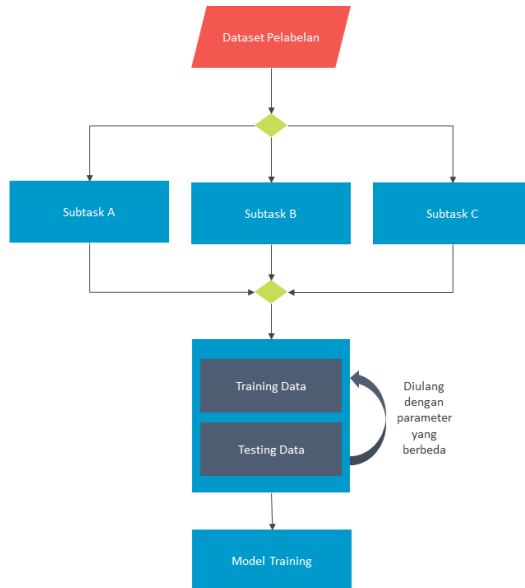 Dataset Pelabelan
Subtask A
Subtask B
Subtask C
Training Data
Testing Data
Diulang
dengan
parameter
yang
berbeda
Model Training